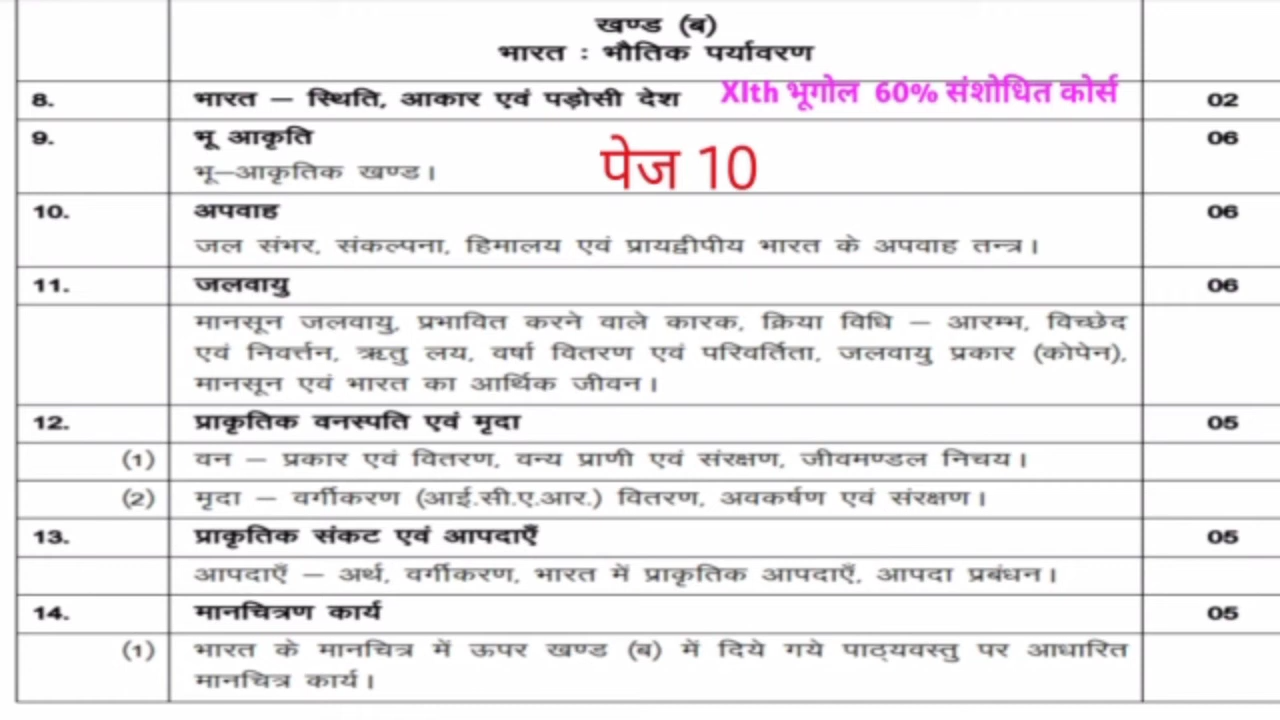 खण्ड (ब)
भारत : भौतिक पर्यावरण
8. भारत – स्थिति, आकार एवं पड़ोसी देश XIth भूगोल 60% संशोधित कोर्स 02
9. भू आकृति 06
भू–आकृतिक खण्ड। पेज 10
10. अपवाह 06
जल संभर, संकल्पना, हिमालय एवं प्रायद्वीपीय भारत के अपवाह तन्त्र।
11. जलवायु 06
मानसून जलवायु, प्रभावित करने वाले कारक, क्रिया विधि – आरम्भ, विच्छेद
एवं निवर्त्तन, ऋतु लय, वर्षा वितरण एवं परिवर्तिता, जलवायु प्रकार (कोपेन),
मानसून एवं भारत का आर्थिक जीवन।
12. प्राकृतिक वनस्पति एवं मृदा 05
(1) वन – प्रकार एवं वितरण, वन्य प्राणी एवं संरक्षण, जीवमण्डल निचय।
(2) मृदा – वर्गीकरण (आई.सी.ए.आर.) वितरण, अवकर्षण एवं संरक्षण।
13. प्राकृतिक संकट एवं आपदाएँ 05
आपदाएँ – अर्थ, वर्गीकरण, भारत में प्राकृतिक आपदाएँ, आपदा प्रबंधन।
14. मानचित्रण कार्य 05
(1) भारत के मानचित्र में ऊपर खण्ड (ब) में दिये गये पाठ्यवस्तु पर आधारित
मानचित्र कार्य।